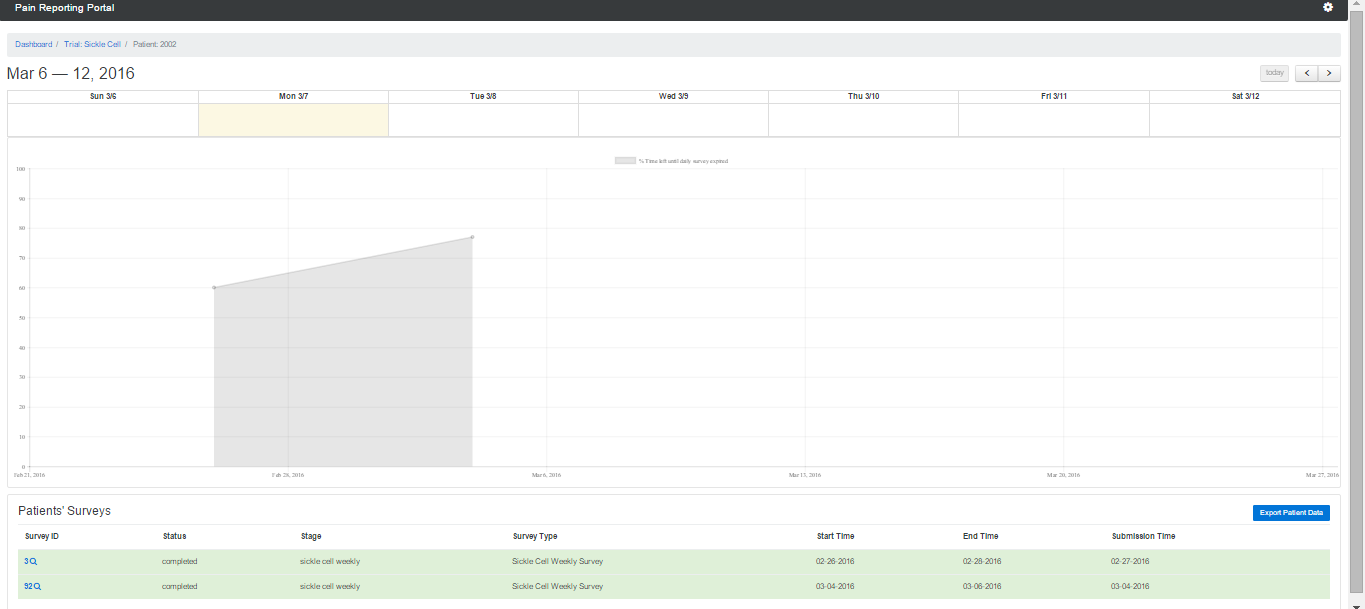 Pain Reporting Portal
Dashboard / Trial: Sickle Cell / Patient: 2002
Mar 6 — 12, 2016
today
Sun 3/6 Mon 3/7 Tue 3/8 Wed 3/9 Thu 3/10 Fri 3/11 Sat 3/12
% Time left until daily survey expired
100
90
80
70
60
50
40
30
20
10
0
Feb 21, 2016 Feb 28, 2016 Mar 6, 2016 Mar 13, 2016 Mar 20, 2016 Mar 27, 2016
Patients' Surveys
Export Patient Data
Survey ID Status Stage Survey Type Start Time End Time Submission Time
3 completed sickle cell weekly Sickle Cell Weekly Survey 02-26-2016 02-28-2016 02-27-2016
92 completed sickle cell weekly Sickle Cell Weekly Survey 03-04-2016 03-06-2016 03-04-2016